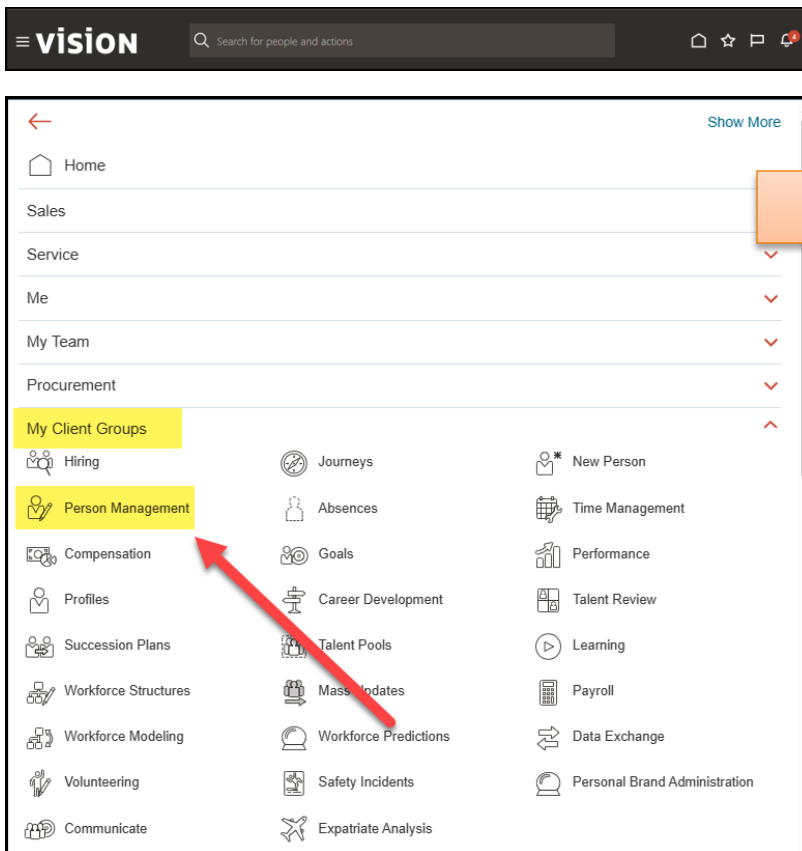 vision
Search for people and actions
4
Show More
Home
Sales
Service
Me
My Team
Procurement
My Client Groups
Hiring Journeys New Person
Person Management Absences Time Management
Compensation Goals Performance
Profiles Career Development Talent Review
Succession Plans Talent Pools Learning
Workforce Structures Mass Updates Payroll
Workforce Modeling Workforce Predictions Data Exchange
Volunteering Safety Incidents Personal Brand Administration
Communicate Expatriate Analysis